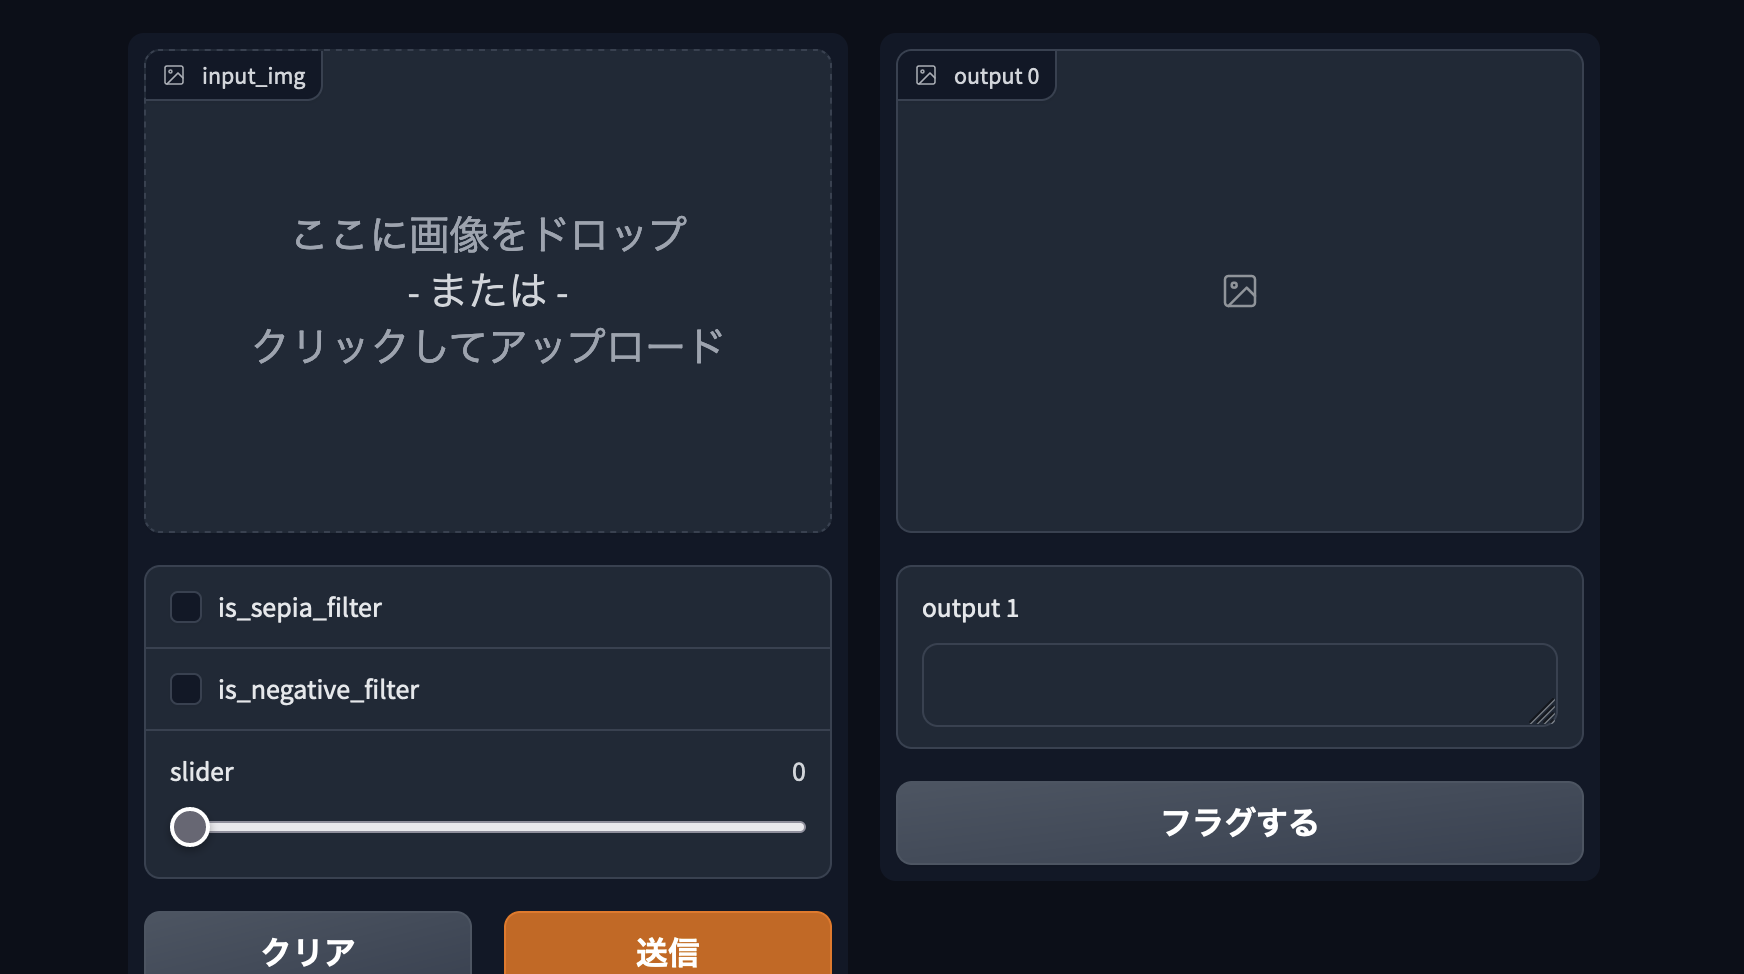 input_img
ここに画像をドロップ
- または -
クリックしてアップロード
is_sepia_filter
is_negative_filter
slider 0
クリア 送信
output 0
output 1
フラグする